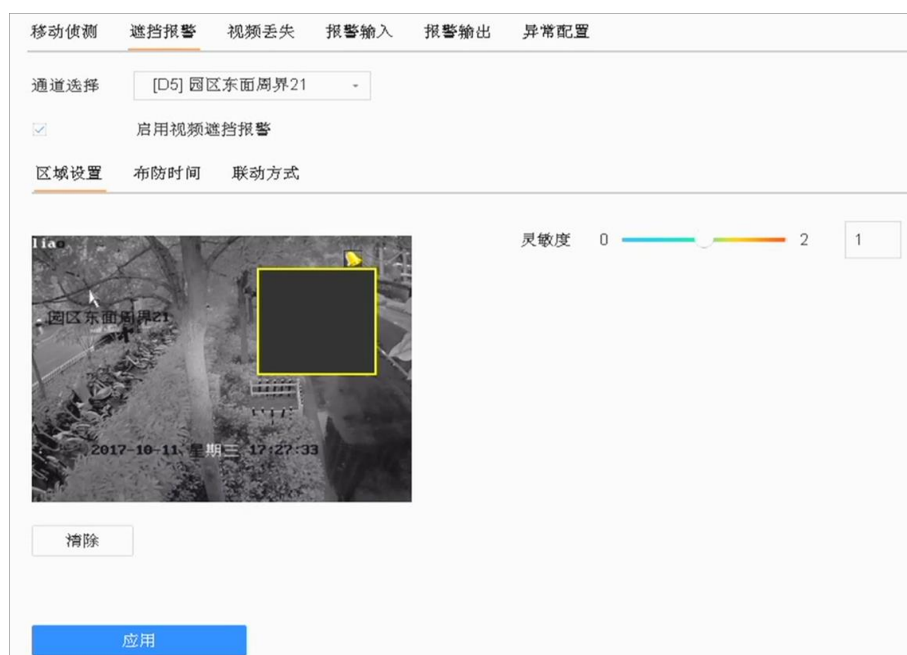 移动侦测 遮挡报警 视频丢失 报警输入 报警输出 异常配置
通道选择 [D5] 园区东面周界21
启用视频遮挡报警
区域设置 布防时间 联动方式
灵敏度 0 2 1
liao
园区东面周界21
2017-10-11 星期三 17:27:33
清除
应用